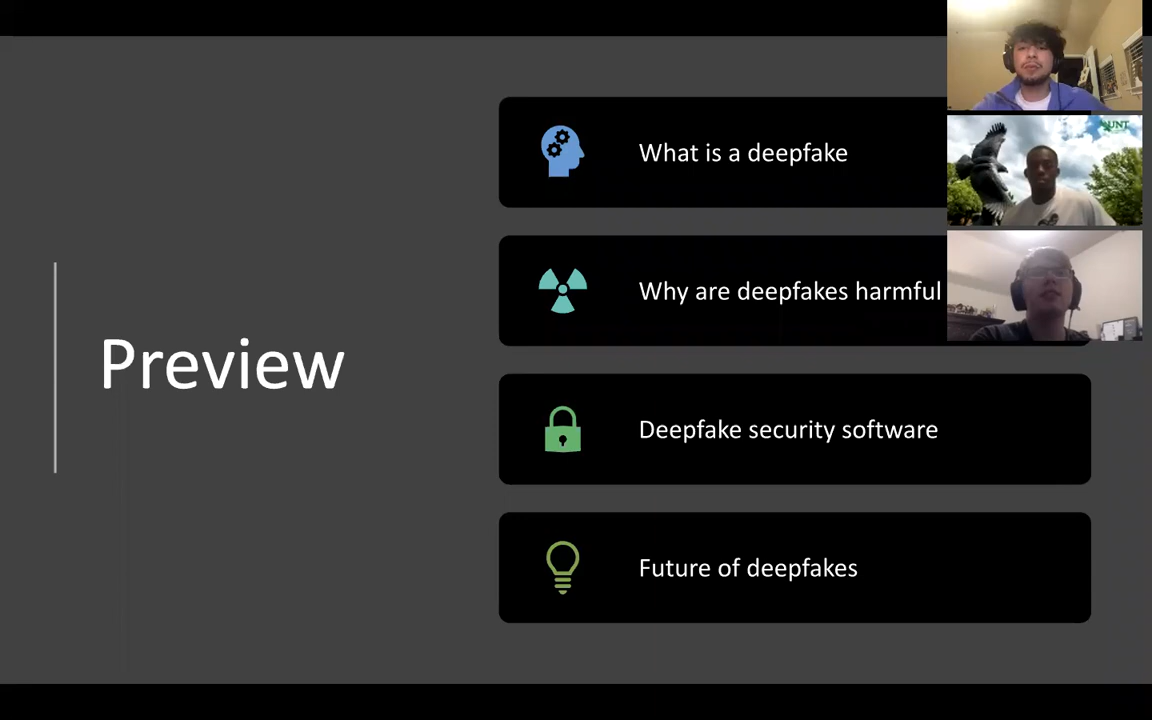 Preview
What is a deepfake
Why are deepfakes harmful
Deepfake security software
Future of deepfakes
UNT